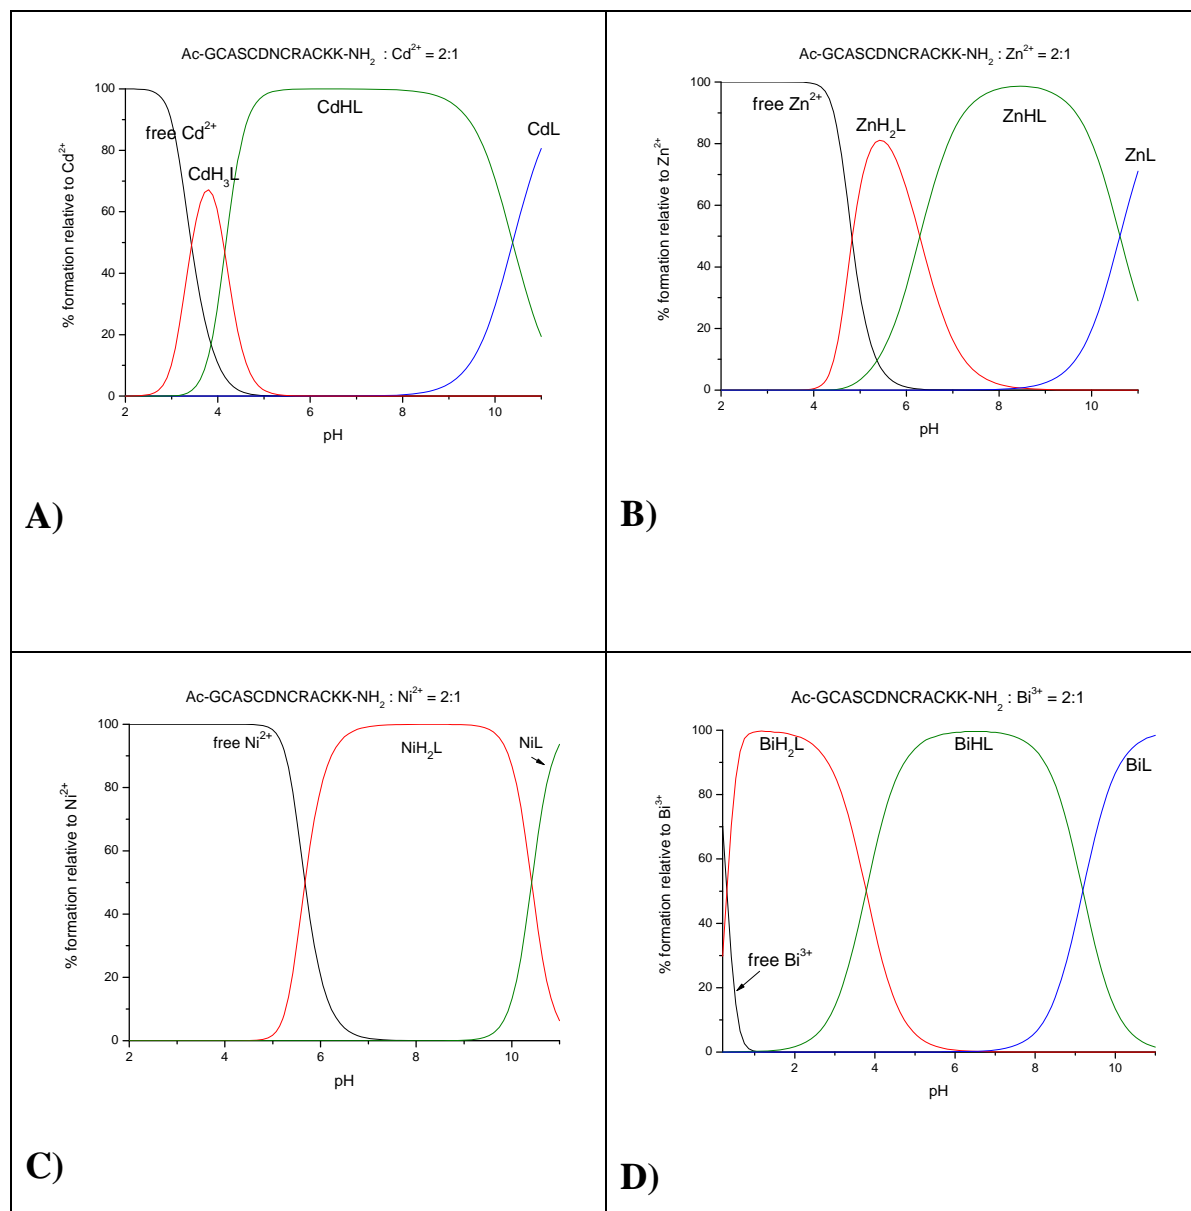 Ac-GCASCDNCRACKK-NH₂ : Cd²⁺ = 2:1
100
80
60
40
20
0
2
4
6
8
10
% formation relative to Cd²⁺
pH
free Cd²⁺
CdH₃L
CdHL
CdL
A)
Ac-GCASCDNCRACKK-NH₂ : Zn²⁺ = 2:1
100
80
60
40
20
0
2
4
6
8
10
% formation relative to Zn²⁺
pH
free Zn²⁺
ZnH₂L
ZnHL
ZnL
B)
Ac-GCASCDNCRACKK-NH₂ : Ni²⁺ = 2:1
100
80
60
40
20
0
2
4
6
8
10
% formation relative to Ni²⁺
pH
free Ni²⁺
NiH₂L
NiL
C)
Ac-GCASCDNCRACKK-NH₂ : Bi³⁺ = 2:1
100
80
60
40
20
0
2
4
6
8
10
% formation relative to Bi³⁺
pH
BiH₂L
BiHL
BiL
free Bi³⁺
D)